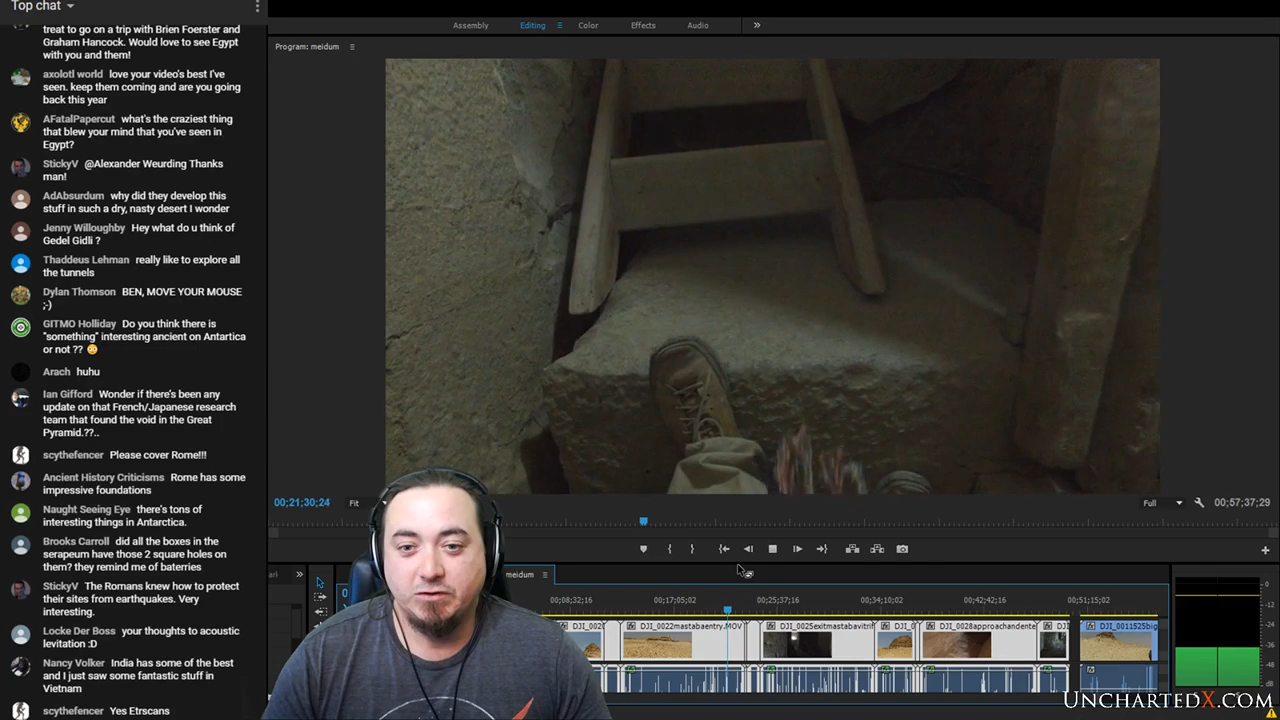 Top chat
treat to go on a trip with Brien Foerster and
Graham Hancock. Would love to see Egypt
with you and them!
axolotl world love your video's best I've
seen. keep them coming and are you going
back this year
AFatalPapercut what's the craziest thing
that blew your mind that you've seen in
Egypt?
StickyV @Alexander Weurding Thanks
man!
AdAbsurdum why did they develop this
stuff in such a dry, nasty desert I wonder
Jenny Willoughby Hey what do u think of
Gedel Gidli ?
Thaddeus Lehman really like to explore all
the tunnels
Dylan Thomson BEN, MOVE YOUR MOUSE
;-)
GITMO Holliday Do you think there is
"something" interesting ancient on Antartica
or not ?? 😳
Arach huhu
Ian Gifford Wonder if there's been any
update on that French/Japanese research
team that found the void in the Great
Pyramid.??..
scythefencer Please cover Rome!!!
Ancient History Criticisms Rome has some
impressive foundations
Naught Seeing Eye there's tons of
interesting things in Antarctica.
Brooks Carroll did all the boxes in the
serapeum have those 2 square holes on
them? they remind me of bateries
StickyV The Romans knew how to protect
their sites from earthquakes. Very
interesting.
Locke Der Boss your thoughts to acoustic
levitation :D
Nancy Volker India has some of the best
and I just saw some fantastic stuff in
Vietnam
scythefencer Yes Etrscans
Assembly Editing Color Effects Audio
Program: meidum
00;21;30;24 Fit Full 00;57;37;29
meidum
00;08;32;16 00;17;05;02 00;25;37;16 00;34;10;02 00;42;42;16 00;51;15;02
DJI_002 DJI_0022mastabaentry.MOV DJI_0025exitmastabavitri DJI_003 DJI_0028approachandente DJI_ DJI_0011525big
0
-12
-24
-36
-48
dB
UNCHARTEDX.COM